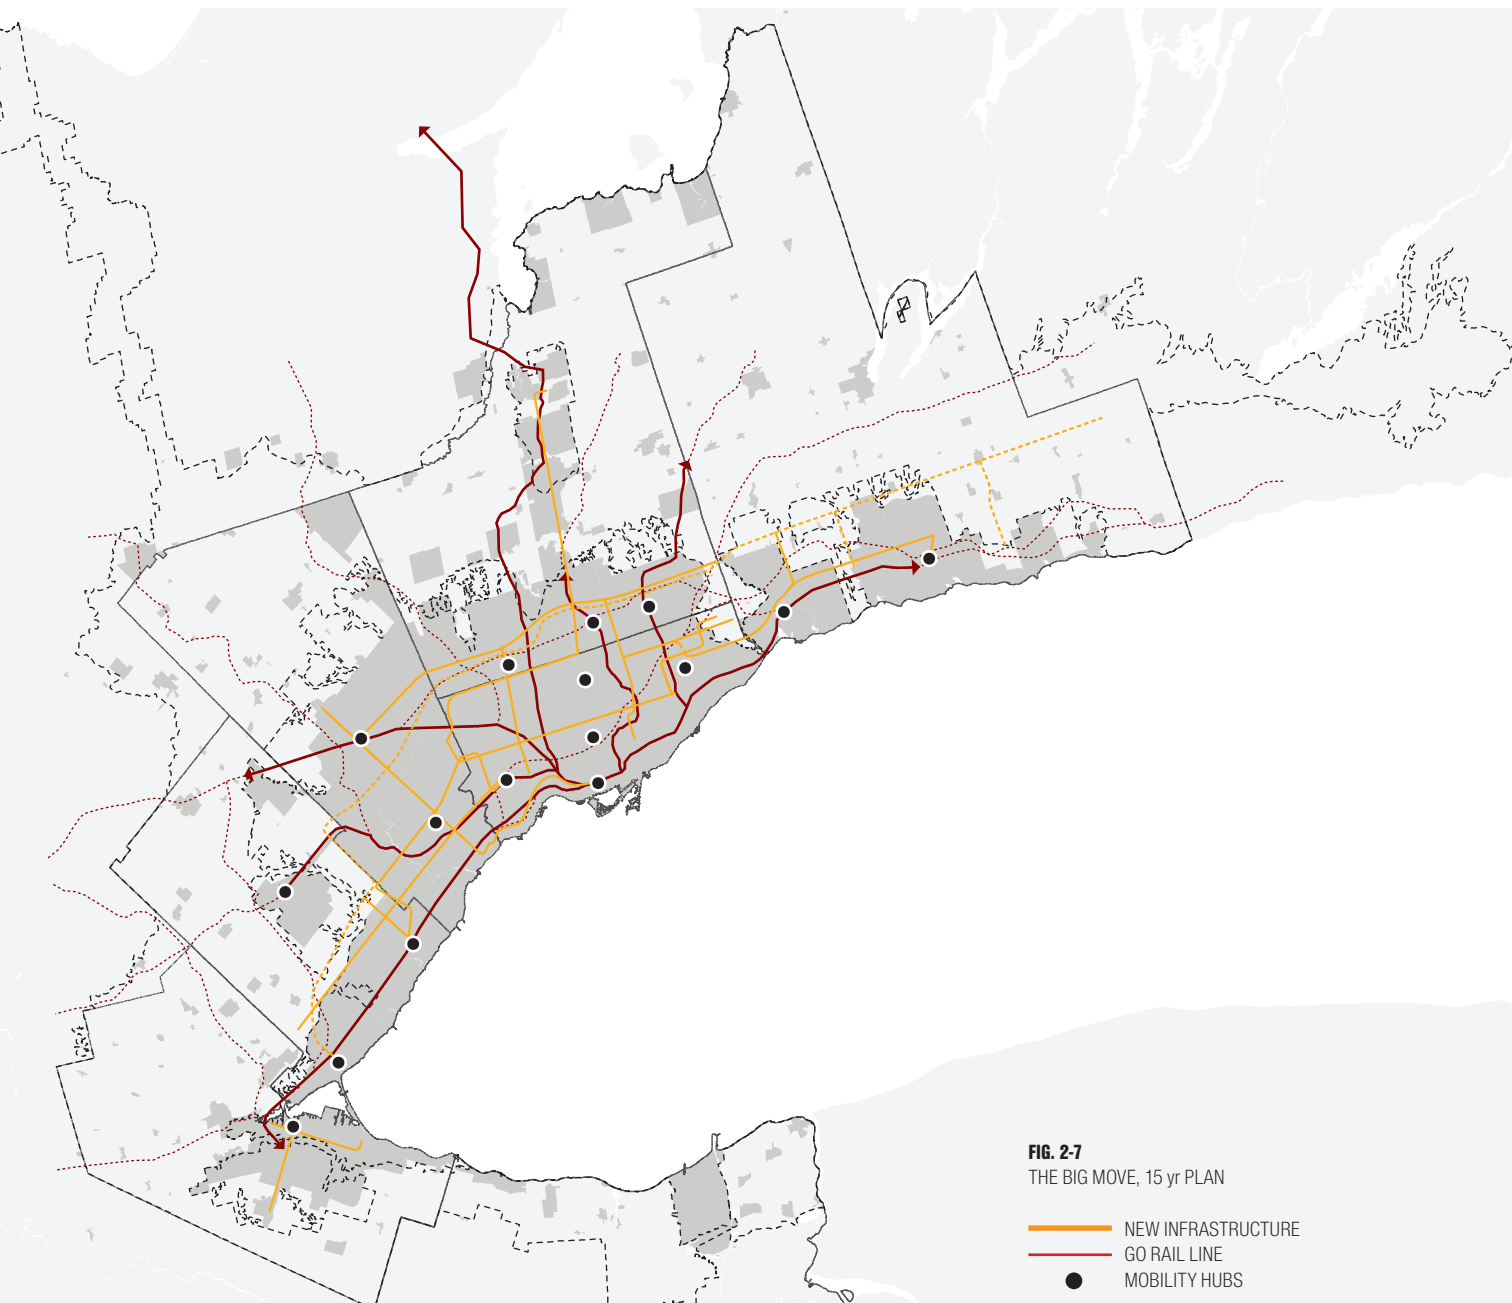 FIG. 2-7
THE BIG MOVE, 15 yr PLAN
NEW INFRASTRUCTURE
GO RAIL LINE
MOBILITY HUBS